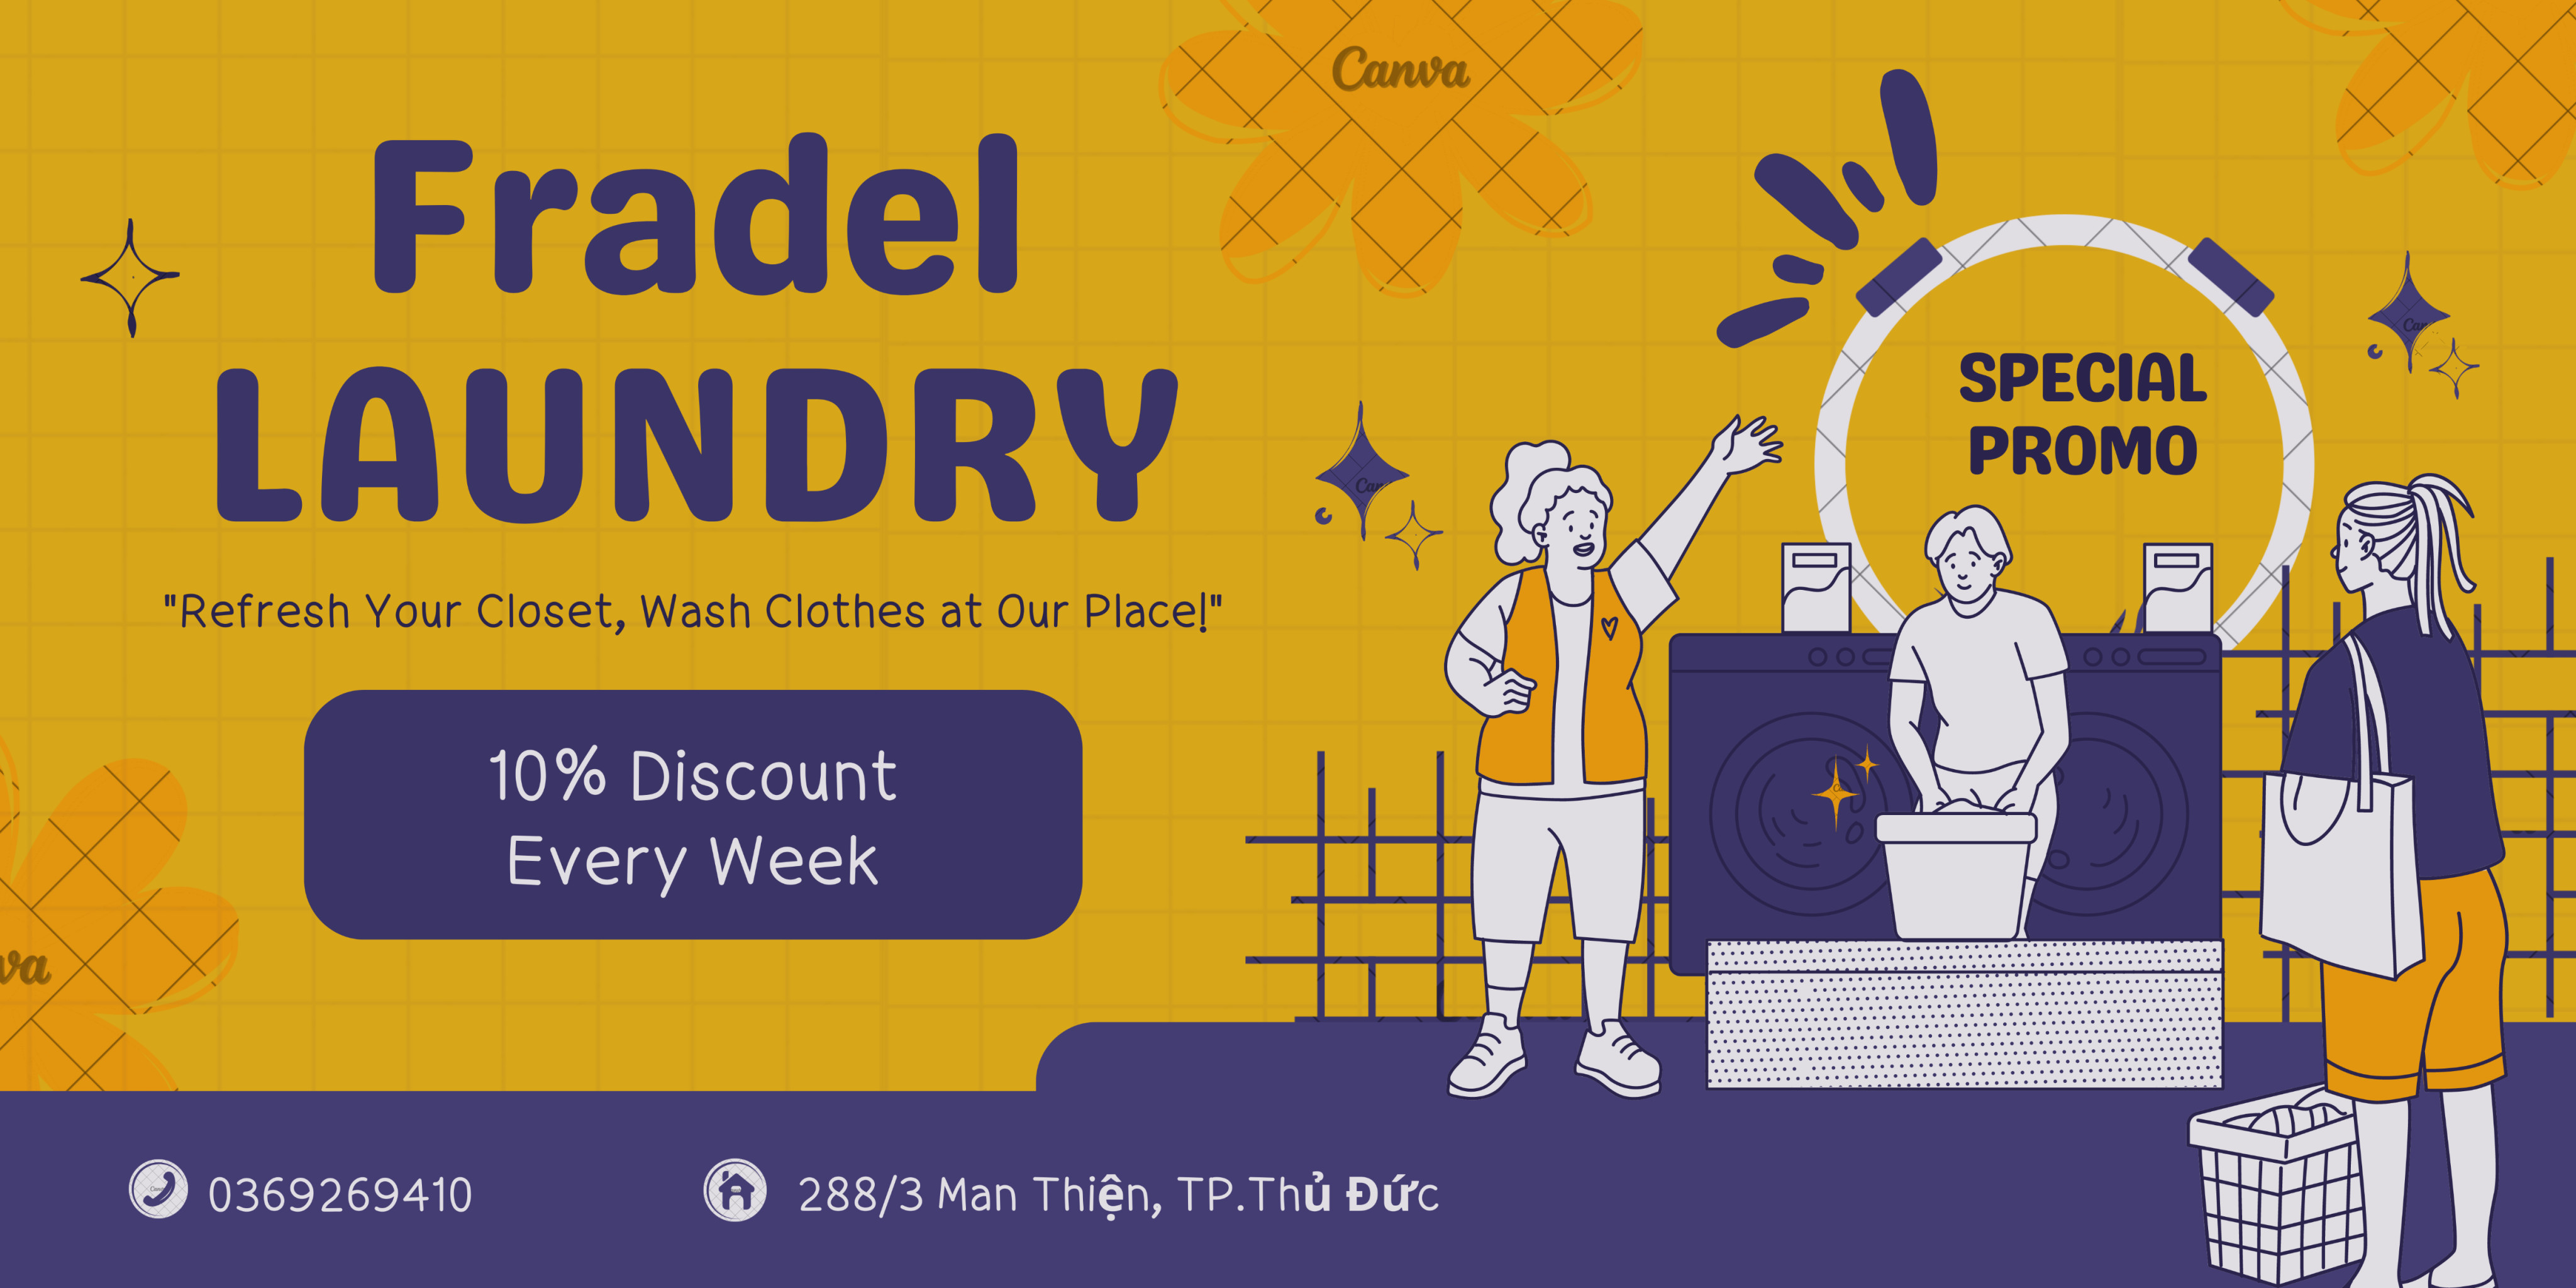 Canva
Fradel
LAUNDRY
"Refresh Your Closet, Wash Clothes at Our Place!"
10% Discount
Every Week
SPECIAL
PROMO
0369269410
288/3 Man Thiện, TP.Thủ Đức